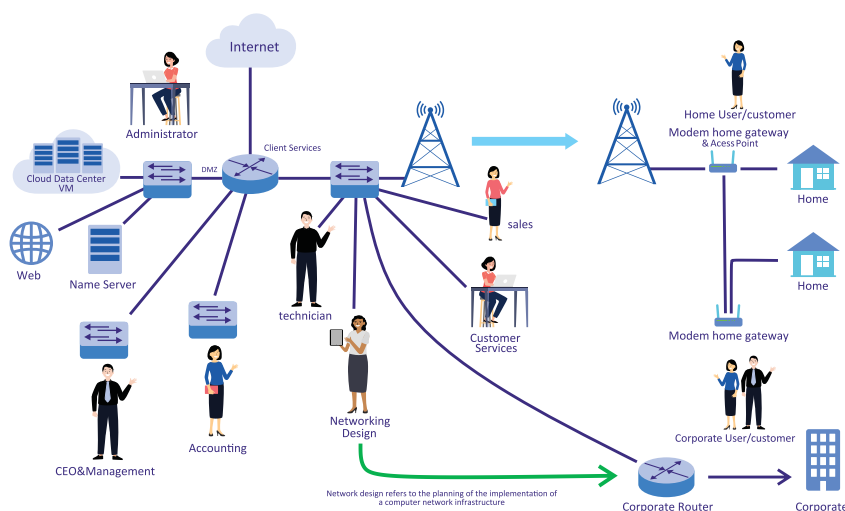 Internet
Administrator
Client Services
DMZ
Cloud Data Center
VM
Web
Name Server
CEO&Management
Accounting
technician
Networking
Design
sales
Customer
Services
Home User/customer
Modem home gateway
& Acess Point
Home
Home
Modem home gateway
Corporate User/customer
Network design refers to the planning of the implementation of
a computer network infrastructure
Corporate Router
Corporate